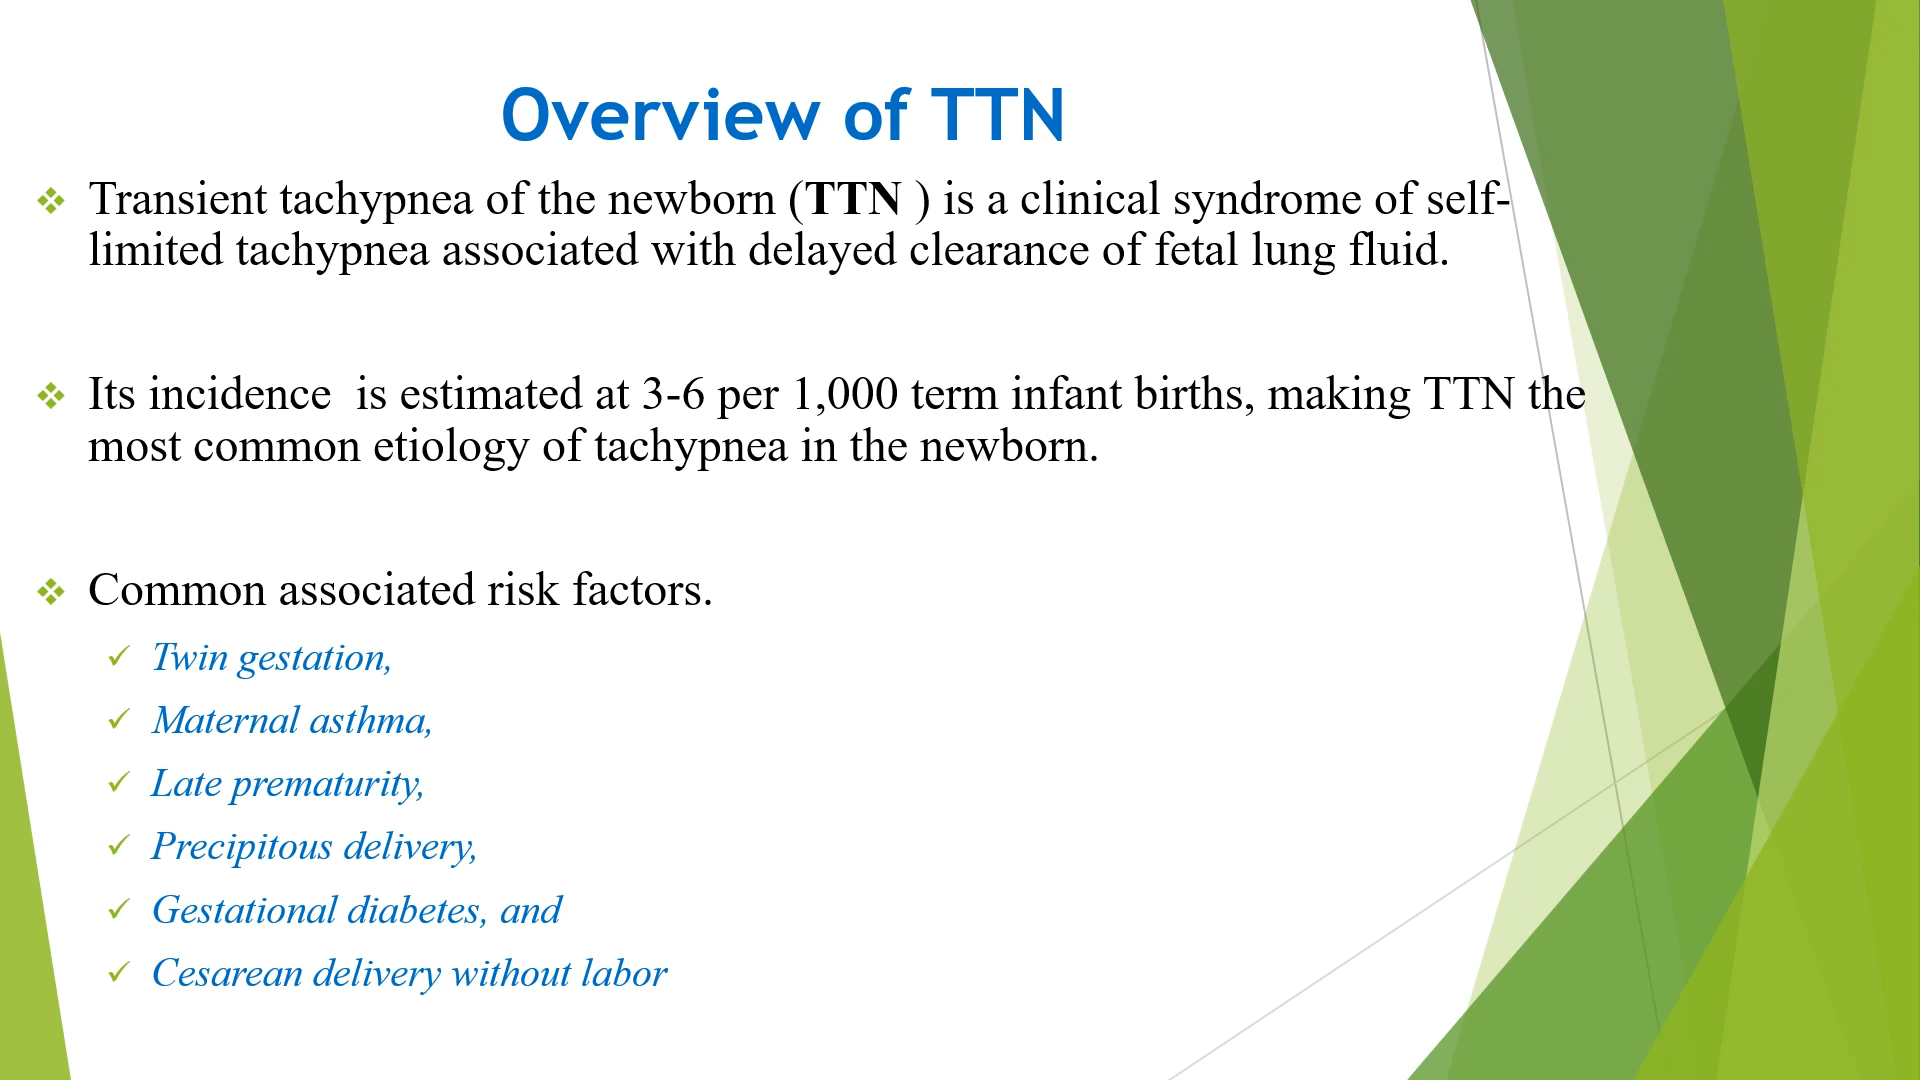 Overview of TTN
❖ Transient tachypnea of the newborn (TTN ) is a clinical syndrome of self-
limited tachypnea associated with delayed clearance of fetal lung fluid.
❖ Its incidence  is estimated at 3-6 per 1,000 term infant births, making TTN the
most common etiology of tachypnea in the newborn.
❖ Common associated risk factors.
✓ Twin gestation,
✓ Maternal asthma,
✓ Late prematurity,
✓ Precipitous delivery,
✓ Gestational diabetes, and
✓ Cesarean delivery without labor